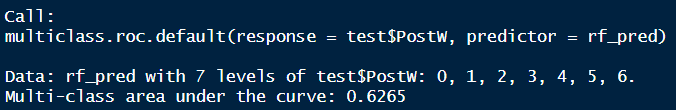 Call:
multiclass.roc.default(response = test$PostW, predictor = rf_pred)
Data: rf_pred with 7 levels of test$PostW: 0, 1, 2, 3, 4, 5, 6.
Multi-class area under the curve: 0.6265